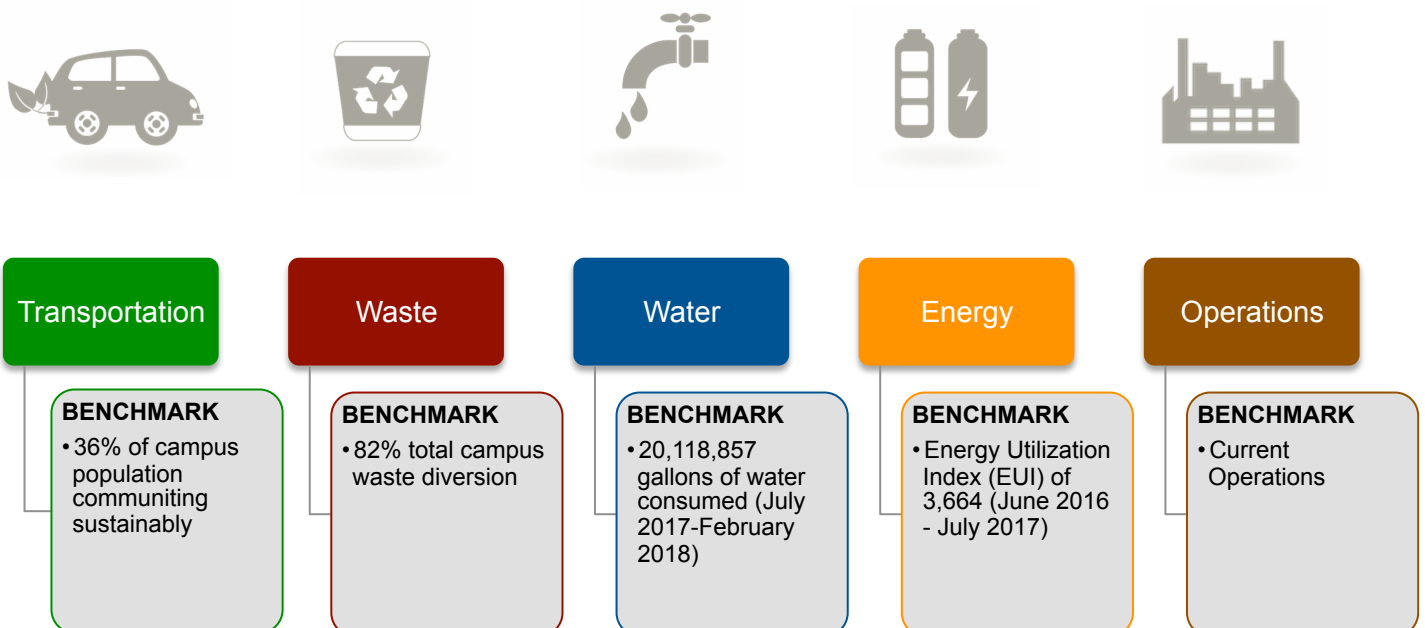 Transportation
Waste
Water
Energy
Operations
BENCHMARK
• 36% of campus
population
communiting
sustainably
BENCHMARK
• 82% total campus
waste diversion
BENCHMARK
• 20,118,857
gallons of water
consumed (July
2017-February
2018)
BENCHMARK
• Energy Utilization
Index (EUI) of
3,664 (June 2016
- July 2017)
BENCHMARK
• Current
Operations